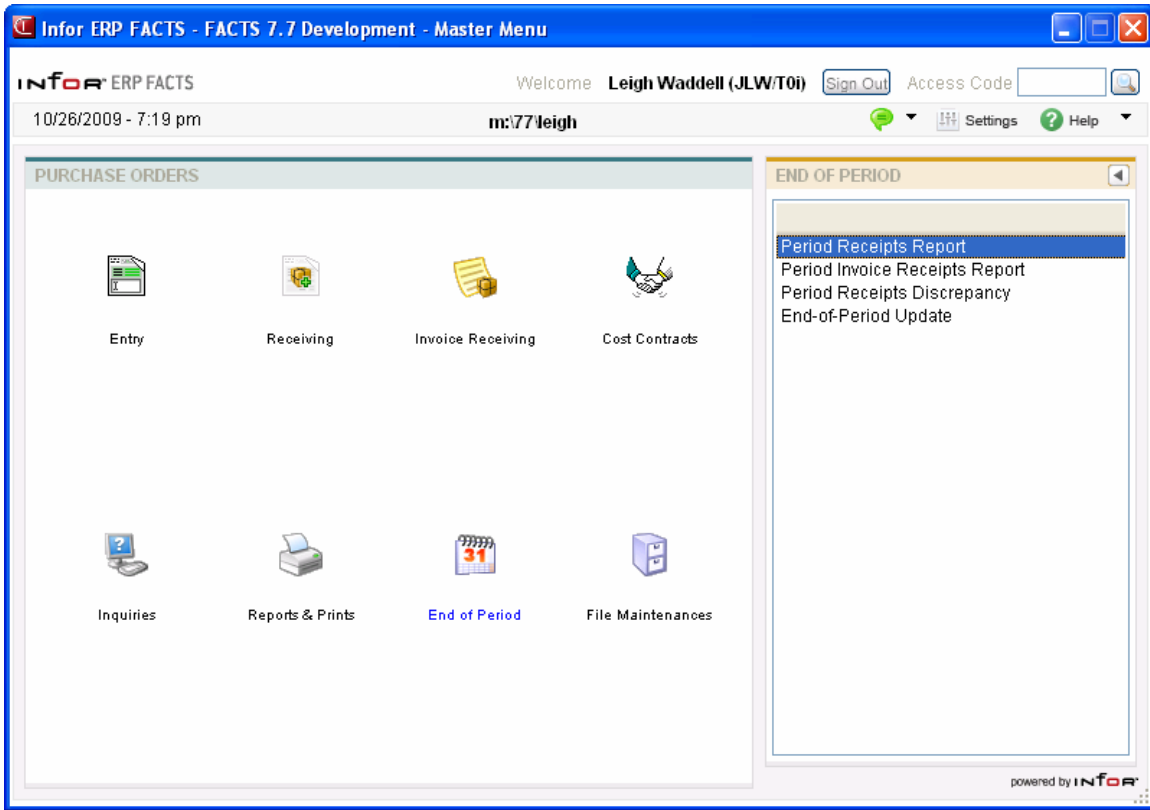 Infor ERP FACTS - FACTS 7.7 Development - Master Menu
infor ERP FACTS Welcome Leigh Waddell (JLW/T0i) Sign Out Access Code
10/26/2009 - 7:19 pm m:\77\leigh Settings Help
PURCHASE ORDERS
Entry Receiving Invoice Receiving Cost Contracts
31
Inquiries Reports & Prints End of Period File Maintenances
END OF PERIOD
Period Receipts Report
Period Invoice Receipts Report
Period Receipts Discrepancy
End-of-Period Update
powered by infor